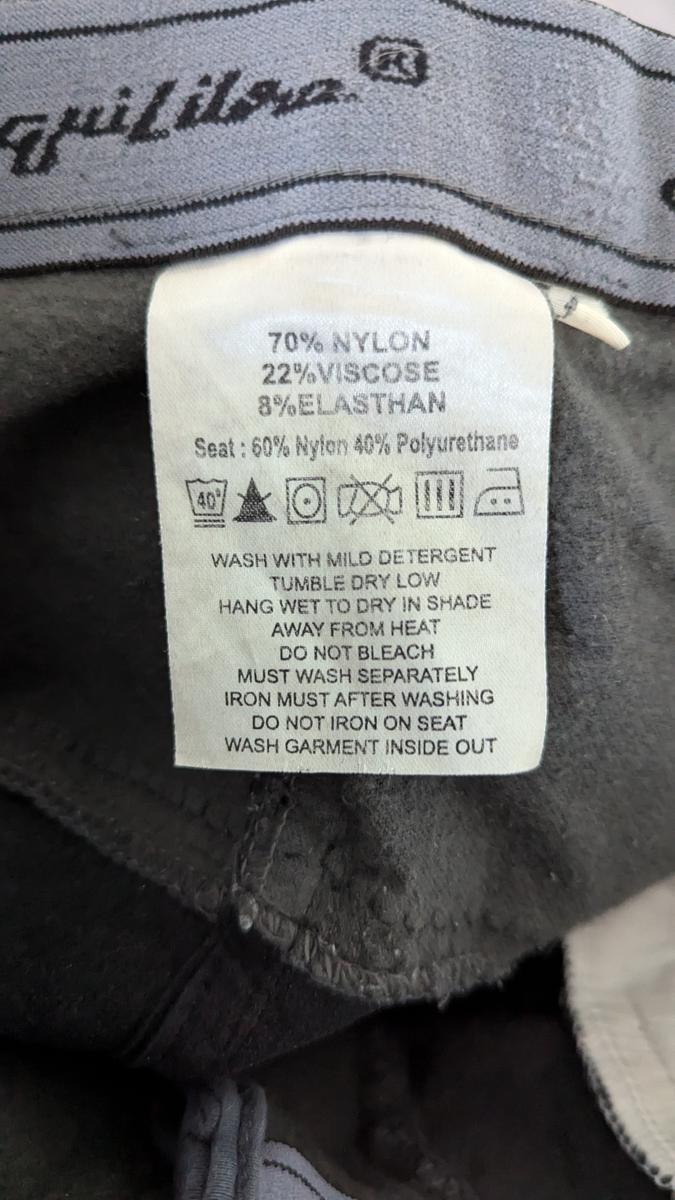 ®
70% NYLON
22%VISCOSE
8%ELASTHAN
Seat : 60% Nylon 40% Polyurethane
40°
WASH WITH MILD DETERGENT
TUMBLE DRY LOW
HANG WET TO DRY IN SHADE
AWAY FROM HEAT
DO NOT BLEACH
MUST WASH SEPARATELY
IRON MUST AFTER WASHING
DO NOT IRON ON SEAT
WASH GARMENT INSIDE OUT